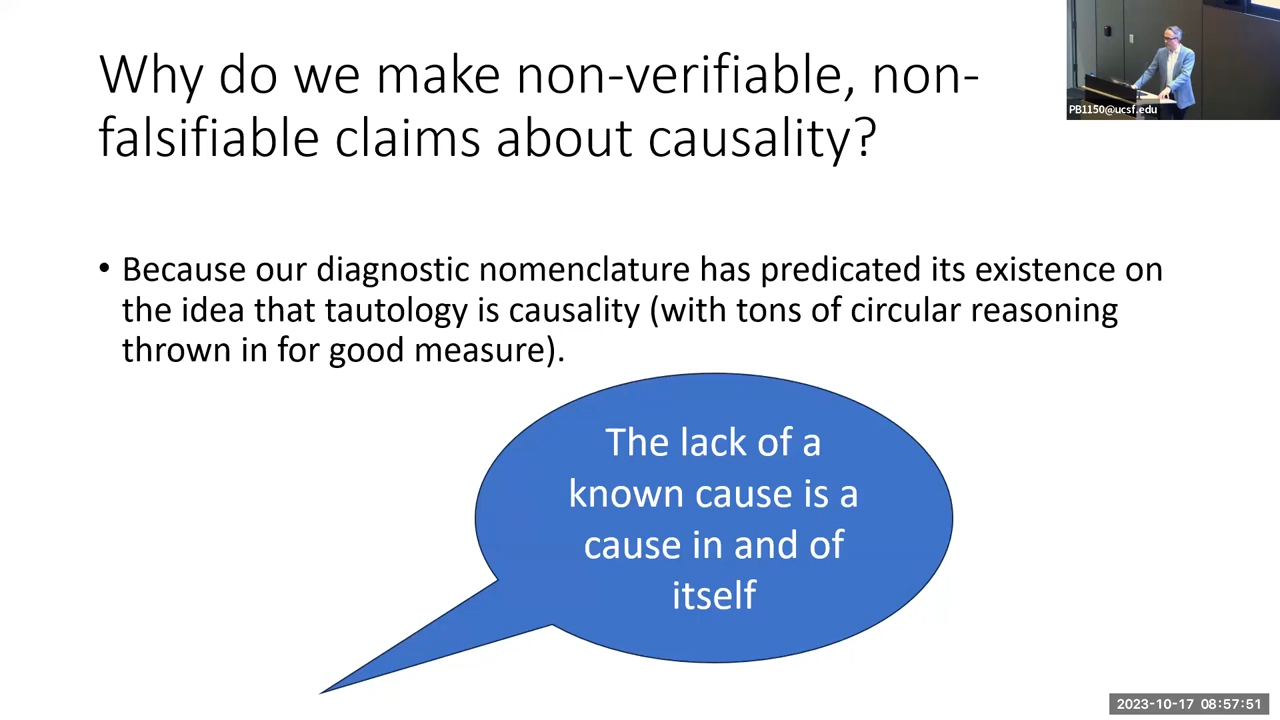 Why do we make non-verifiable, non-
falsifiable claims about causality?
PB1150@ucsf.edu
• Because our diagnostic nomenclature has predicated its existence on
the idea that tautology is causality (with tons of circular reasoning
thrown in for good measure).
The lack of a
known cause is a
cause in and of
itself
2023-10-17 08:57:51